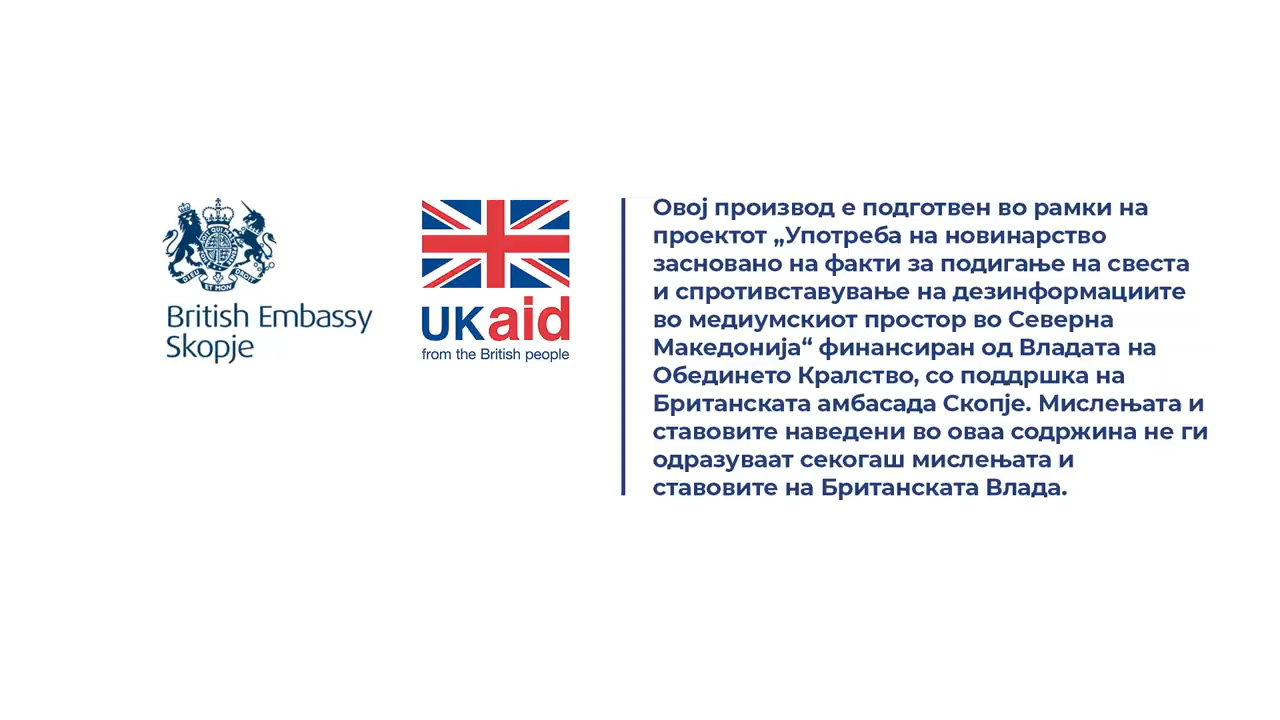 British Embassy
Skopje
UKaid
from the British people
Овој производ е подготвен во рамки на
проектот „Употреба на новинарство
засновано на факти за подигање на свеста
и спротивставување на дезинформациите
во медиумскиот простор во Северна
Македонија“ финансиран од Владата на
Обединето Кралство, со поддршка на
Британската амбасада Скопје. Мислењата и
ставовите наведени во оваа содржина не ги
одразуваат секогаш мислењата и
ставовите на Британската Влада.